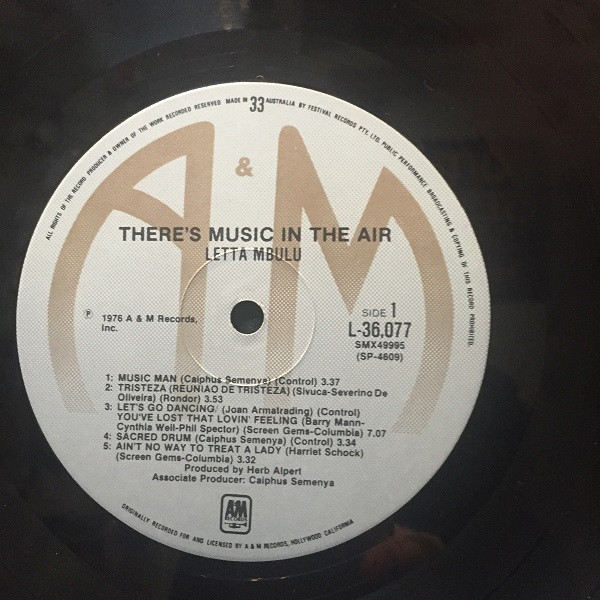 ALL RIGHTS OF THE RECORD PRODUCER & OWNER OF THE WORK RECORDED RESERVED MADE IN 33 AUSTRALIA BY FESTIVAL RECORDS PTY. LTD. PUBLIC PERFORMANCE BROADCASTING & COPYING OF THIS RECORD PROHIBITED.
A & M
THERE'S MUSIC IN THE AIR
LETTA MBULU
℗ 1976 A & M Records,
Inc.
SIDE 1
L-36,077
SMX49995
(SP-4609)
1: MUSIC MAN (Caiphus Semenya) (Control) 3.37
2: TRISTEZA (REUNIAO DE TRISTEZA) (Sivuca-Severino De
Oliveira) (Rondor) 3.53
3: LET'S GO DANCING/ (Joan Armatrading) (Control)
YOU'VE LOST THAT LOVIN' FEELING (Barry Mann-
Cynthia Well-Phil Spector) (Screen Gems-Columbia) 7.07
4: SACRED DRUM (Caiphus Semenya) (Control) 3.34
5: AIN'T NO WAY TO TREAT A LADY (Harriet Schock)
(Screen Gems-Columbia) 3.32
Produced by Herb Alpert
Associate Producer: Caiphus Semenya
AM
RECORDS
ORIGINALLY RECORDED FOR AND LICENSED BY A & M RECORDS, HOLLYWOOD CALIFORNIA